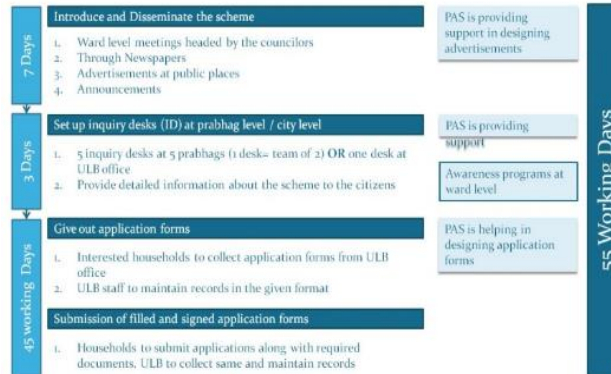 7 Days
Introduce and Disseminate the scheme
1. Ward level meetings headed by the councilors
2. Through Newspapers
3. Advertisements at public places
4. Announcements
PAS is providing
support in designing
advertisements
3 Days
Set up inquiry desks (ID) at prabhag level / city level
1. 5 inquiry desks at 5 prabhags (1 desk= team of 2) OR one desk at
ULB office
2. Provide detailed information about the scheme to the citizens
PAS is providing
support
Awareness programs at
ward level
45 working Days
Give out application forms
1. Interested households to collect application forms from ULB
office
2. ULB staff to maintain records in the given format
PAS is helping in
designing application
forms
Submission of filled and signed application forms
1. Households to submit applications along with required
documents, ULB to collect same and maintain records
55 Working Days